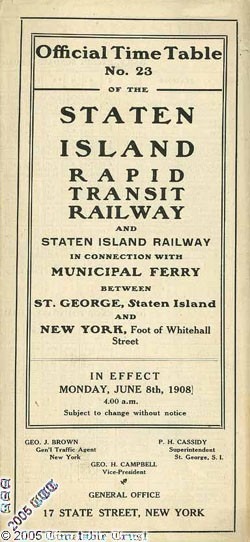 Official Time Table
No. 23
OF THE
STATEN
ISLAND
RAPID
TRANSIT
RAILWAY
AND
STATEN ISLAND RAILWAY
IN CONNECTION WITH
MUNICIPAL FERRY
BETWEEN
ST. GEORGE, Staten Island
AND
NEW YORK, Foot of Whitehall
Street
IN EFFECT
MONDAY, JUNE 8th, 1908
4.00 a.m.
Subject to change without notice
GEO. J. BROWN
Gen'l Traffic Agent
New York
P. H. CASSIDY
Superintendent
St. George, S. I.
GEO. H. CAMPBELL
Vice-President
GENERAL OFFICE
17 STATE STREET, NEW YORK
2005
© 2005 Timetable World